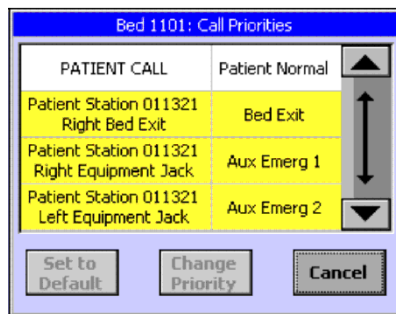 Bed 1101: Call Priorities
PATIENT CALL Patient Normal
Patient Station 011321
Right Bed Exit
Bed Exit
Patient Station 011321
Right Equipment Jack
Aux Emerg 1
Patient Station 011321
Left Equipment Jack
Aux Emerg 2
Set to
Default
Change
Priority
Cancel